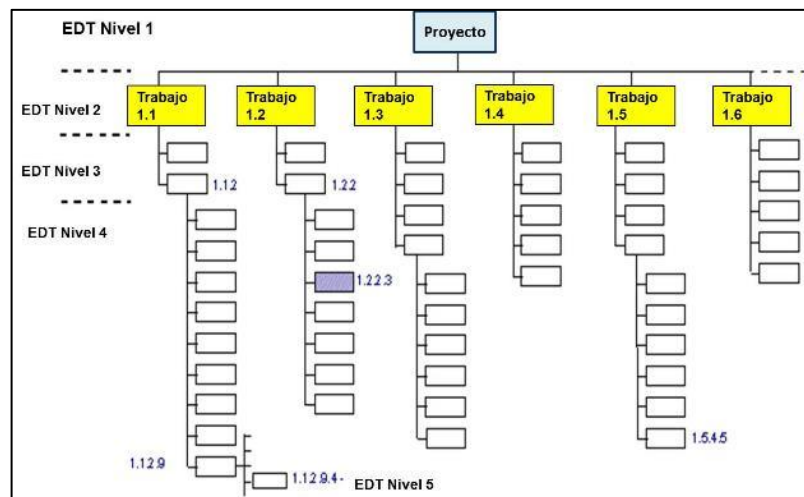 EDT Nivel 1
Proyecto
EDT Nivel 2
Trabajo
1.1
Trabajo
1.2
Trabajo
1.3
Trabajo
1.4
Trabajo
1.5
Trabajo
1.6
EDT Nivel 3
1.1.2
1.2.2
EDT Nivel 4
1.2.2.3
1.5.4.5
1.1.2.9
1.1.2.9.4-
EDT Nivel 5